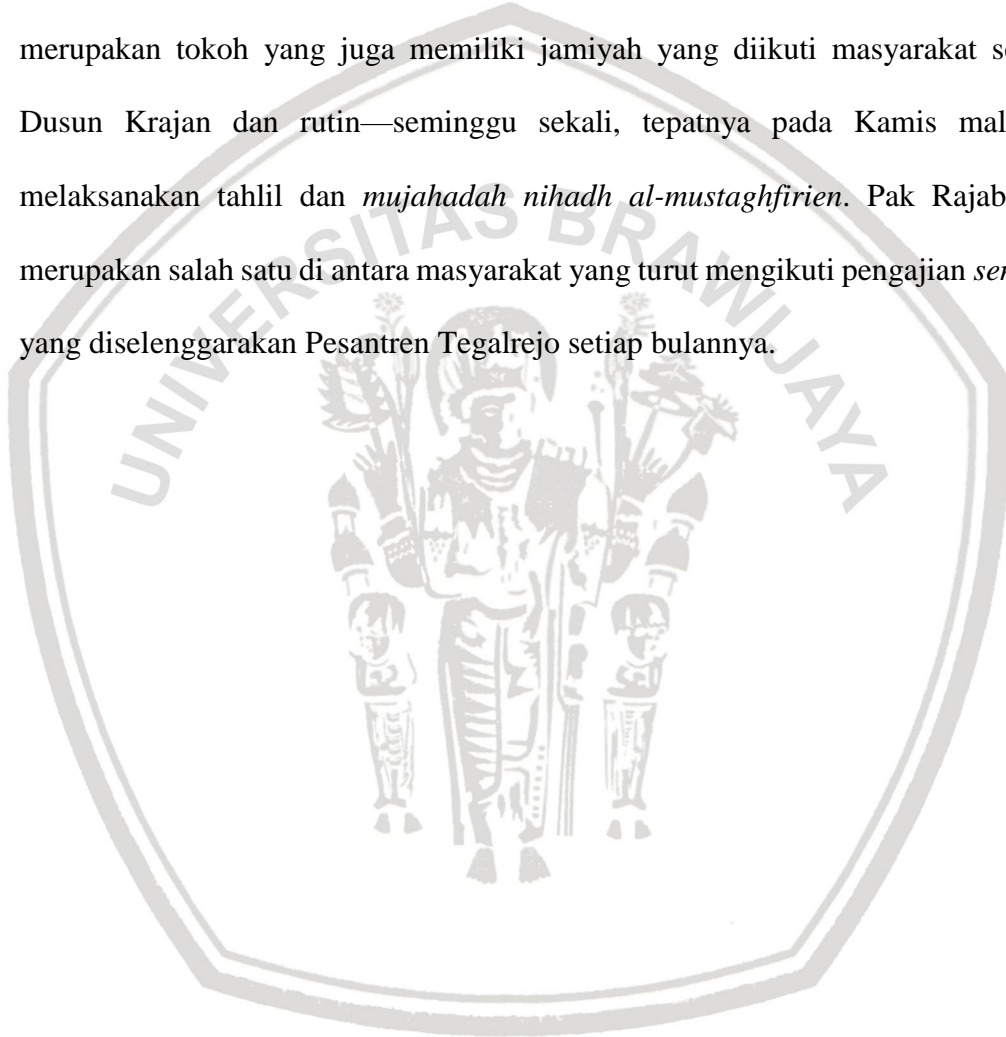 merupakan tokoh yang juga memiliki jamiyah yang diikuti masyarakat
Dusun Krajan dan rutin—seminggu sekali, tepatnya pada Kamis
melaksanakan tahlil dan mujahadah nihadh al-mustaghfirien. Pak Rajab
merupakan salah satu di antara masyarakat yang turut mengikuti pengajian
yang diselenggarakan Pesantren Tegalrejo setiap bulannya.
UNIVERSITAS BRAWIJAYA